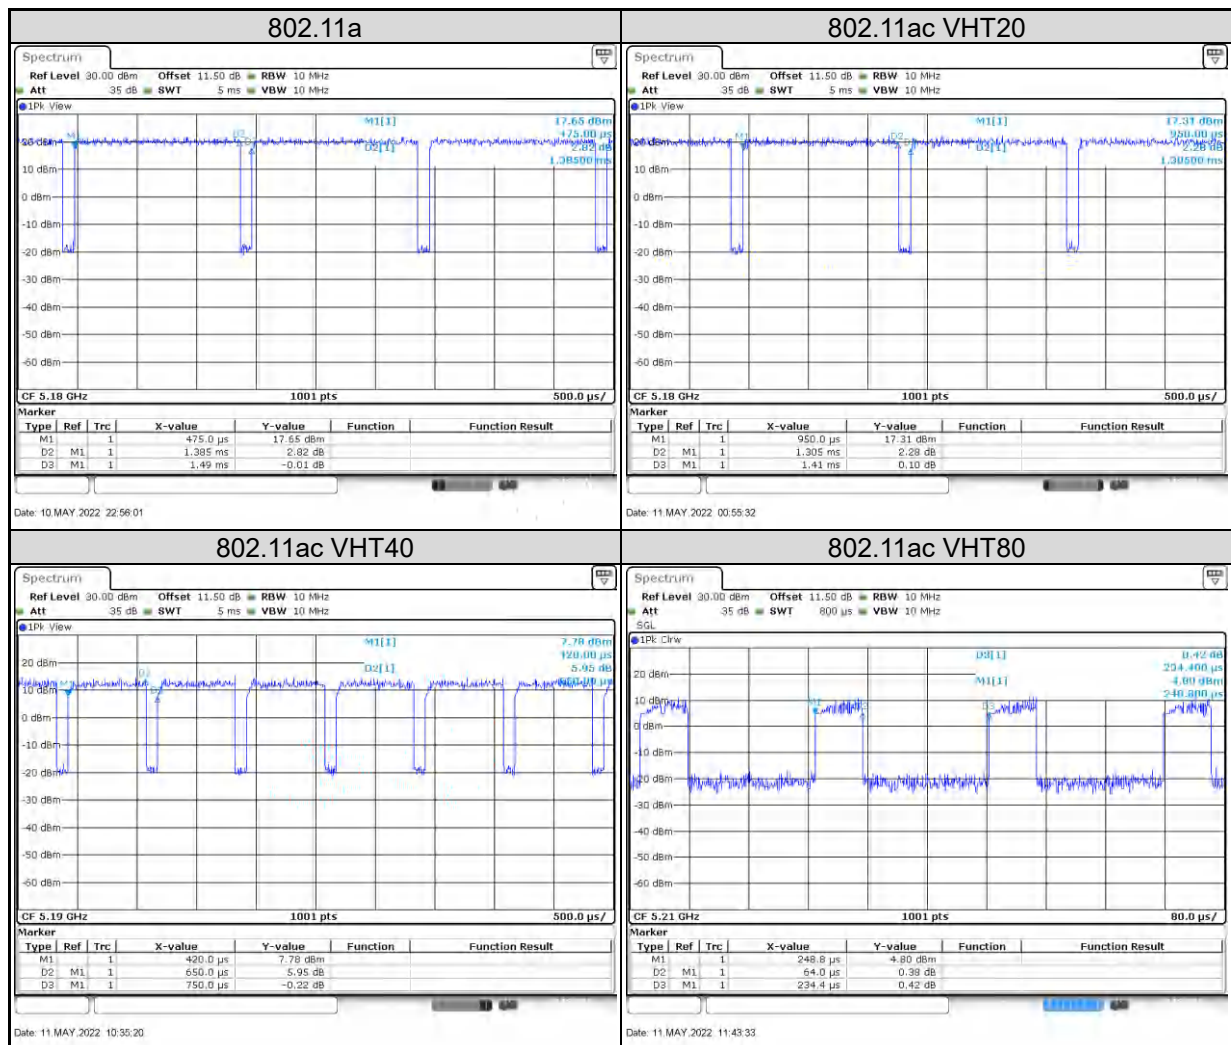 802.11a
Spectrum
Ref Level 30.00 dBm Offset 11.50 dB RBW 10 MHz
Att 35 dB SWT 5 ms VBW 10 MHz
1Pk View
M1[1] 17.65 dBm
475.00 µs
D2[1] 2.82 dB
1.38500 ms
M1
D2
20 dBm
10 dBm
0 dBm
-10 dBm
-20 dBm
-30 dBm
-40 dBm
-50 dBm
-60 dBm
CF 5.18 GHz 1001 pts 500.0 µs/
Marker
Type Ref Trc X-value Y-value Function Function Result
M1 1 475.0 µs 17.65 dBm
D2 M1 1 1.385 ms 2.82 dB
D3 M1 1 1.49 ms -0.01 dB
Date: 10.MAY.2022 22:56:01
802.11ac VHT20
Spectrum
Ref Level 30.00 dBm Offset 11.50 dB RBW 10 MHz
Att 35 dB SWT 5 ms VBW 10 MHz
1Pk View
M1[1] 17.31 dBm
950.00 µs
D2[1] 2.28 dB
1.30500 ms
M1
D2
20 dBm
10 dBm
0 dBm
-10 dBm
-20 dBm
-30 dBm
-40 dBm
-50 dBm
-60 dBm
CF 5.18 GHz 1001 pts 500.0 µs/
Marker
Type Ref Trc X-value Y-value Function Function Result
M1 1 950.0 µs 17.31 dBm
D2 M1 1 1.305 ms 2.28 dB
D3 M1 1 1.41 ms 0.10 dB
Date: 11.MAY.2022 00:55:32
802.11ac VHT40
Spectrum
Ref Level 30.00 dBm Offset 11.50 dB RBW 10 MHz
Att 35 dB SWT 5 ms VBW 10 MHz
1Pk View
M1[1] 7.78 dBm
420.00 µs
D2[1] 5.95 dB
650.00 µs
D2
D3
20 dBm
10 dBm
0 dBm
-10 dBm
-20 dBm
-30 dBm
-40 dBm
-50 dBm
-60 dBm
CF 5.19 GHz 1001 pts 500.0 µs/
Marker
Type Ref Trc X-value Y-value Function Function Result
M1 1 420.0 µs 7.78 dBm
D2 M1 1 650.0 µs 5.95 dB
D3 M1 1 750.0 µs -0.22 dB
Date: 11.MAY.2022 10:35:20
802.11ac VHT80
Spectrum
Ref Level 30.00 dBm Offset 11.50 dB RBW 10 MHz
Att 35 dB SWT 800 µs VBW 10 MHz
SGL
1Pk Clrw
D3[1] 0.42 dB
234.400 µs
M1[1] 4.80 dBm
248.800 µs
M1
D3
20 dBm
10 dBm
0 dBm
-10 dBm
-20 dBm
-30 dBm
-40 dBm
-50 dBm
-60 dBm
CF 5.21 GHz 1001 pts 80.0 µs/
Marker
Type Ref Trc X-value Y-value Function Function Result
M1 1 248.8 µs 4.80 dBm
D2 M1 1 64.0 µs 0.38 dB
D3 M1 1 234.4 µs 0.42 dB
Date: 11.MAY.2022 11:43:33